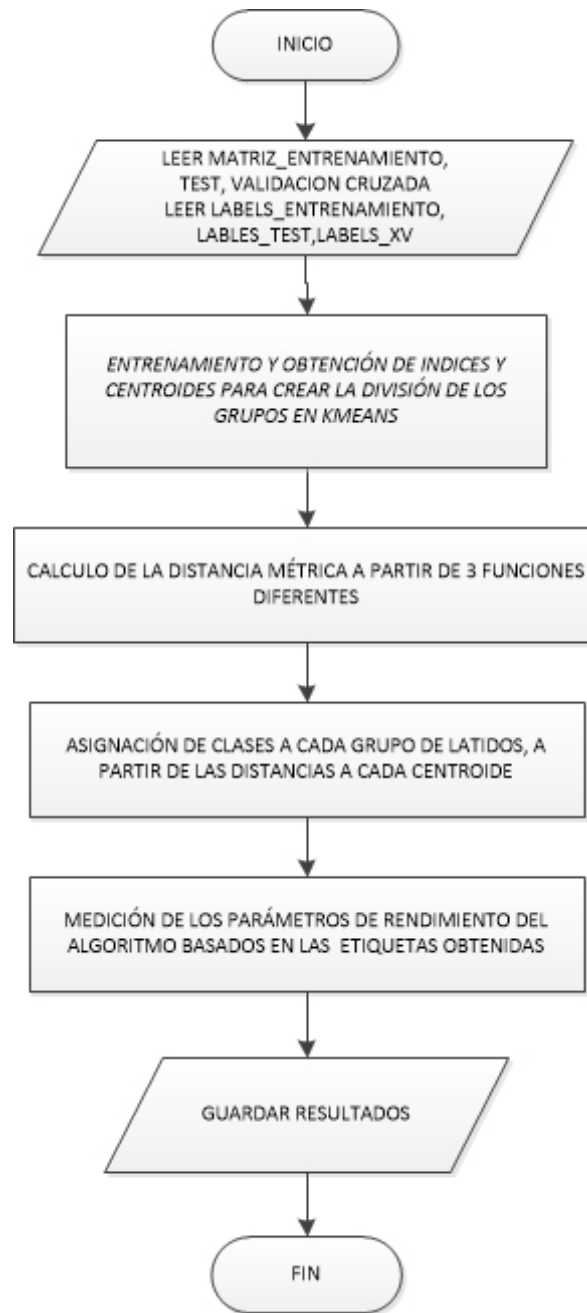 INICIO
LEER MATRIZ_ENTRENAMIENTO,
TEST, VALIDACION CRUZADA
LEER LABELS_ENTRENAMIENTO,
LABLES_TEST,LABELS_XV
ENTRENAMIENTO Y OBTENCIÓN DE INDICES Y
CENTROIDES PARA CREAR LA DIVISIÓN DE LOS
GRUPOS EN KMEANS
CALCULO DE LA DISTANCIA MÉTRICA A PARTIR DE 3 FUNCIONES
DIFERENTES
ASIGNACIÓN DE CLASES A CADA GRUPO DE LATIDOS, A
PARTIR DE LAS DISTANCIAS A CADA CENTROIDE
MEDICIÓN DE LOS PARÁMETROS DE RENDIMIENTO DEL
ALGORITMO BASADOS EN LAS ETIQUETAS OBTENIDAS
GUARDAR RESULTADOS
FIN